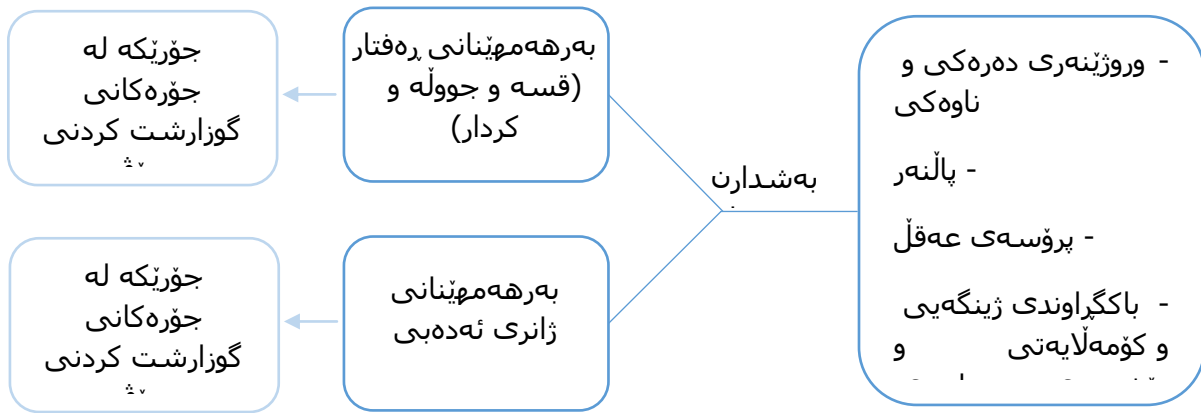 - وروژێنەری دەرەکی و
ناوەکی
- پاڵنەر
- پرۆسەی عەقڵ
- باکگراوندی ژینگەیی
و کۆمەڵایەتی و
بەشدارن
بەرهەمهێنانی ڕەفتار
(قسە و جووڵە و
کردار)
جۆرێکە لە
جۆرەکانی
گوزارشت کردنی
بەرهەمهێنانی
ژانری ئەدەبی
جۆرێکە لە
جۆرەکانی
گوزارشت کردنی